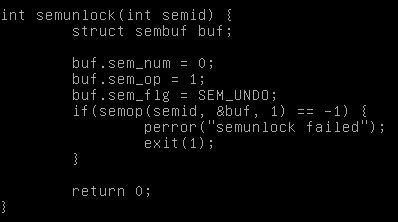 int semunlock(int semid) {
        struct sembuf buf;

        buf.sem_num = 0;
        buf.sem_op = 1;
        buf.sem_flg = SEM_UNDO;
        if(semop(semid, &buf, 1) == -1) {
                perror("semunlock failed");
                exit(1);
        }

        return 0;
}